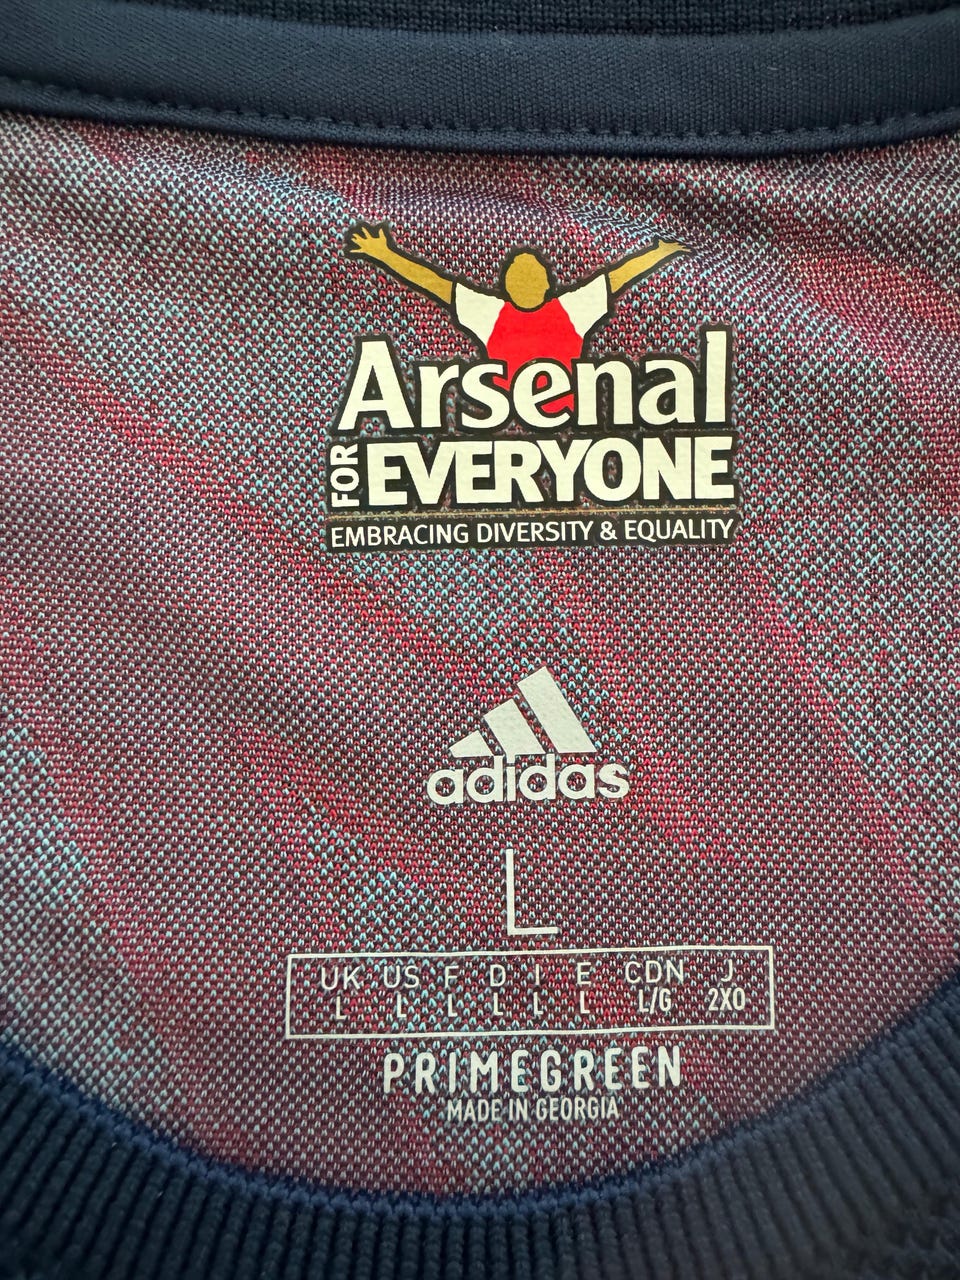 Arsenal
FOR EVERYONE
EMBRACING DIVERSITY & EQUALITY
adidas
L
UK US F D I E CDN J
L L L L L L L/G 2XO
PRIMEGREEN
MADE IN GEORGIA